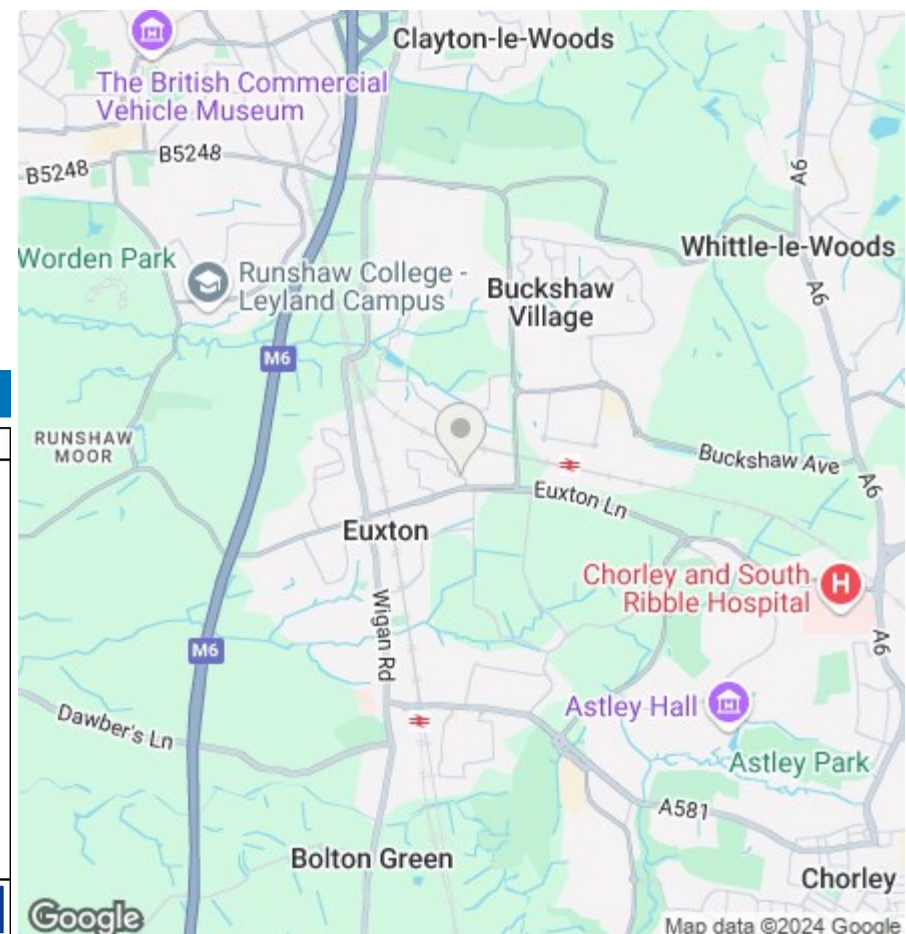 Clayton-le-Woods
The British Commercial
Vehicle Museum
B5248
B5248
A6
Worden Park
Runshaw College -
Leyland Campus
Whittle-le-Woods
Buckshaw
Village
A6
M6
RUNSHAW
MOOR
Buckshaw Ave
A6
Euxton Ln
Euxton
Chorley and South
Ribble Hospital
H
Wigan Rd
A6
M6
Astley Hall
Dawber's Ln
Astley Park
A581
Bolton Green
Chorley
Google
Map data ©2024 Google